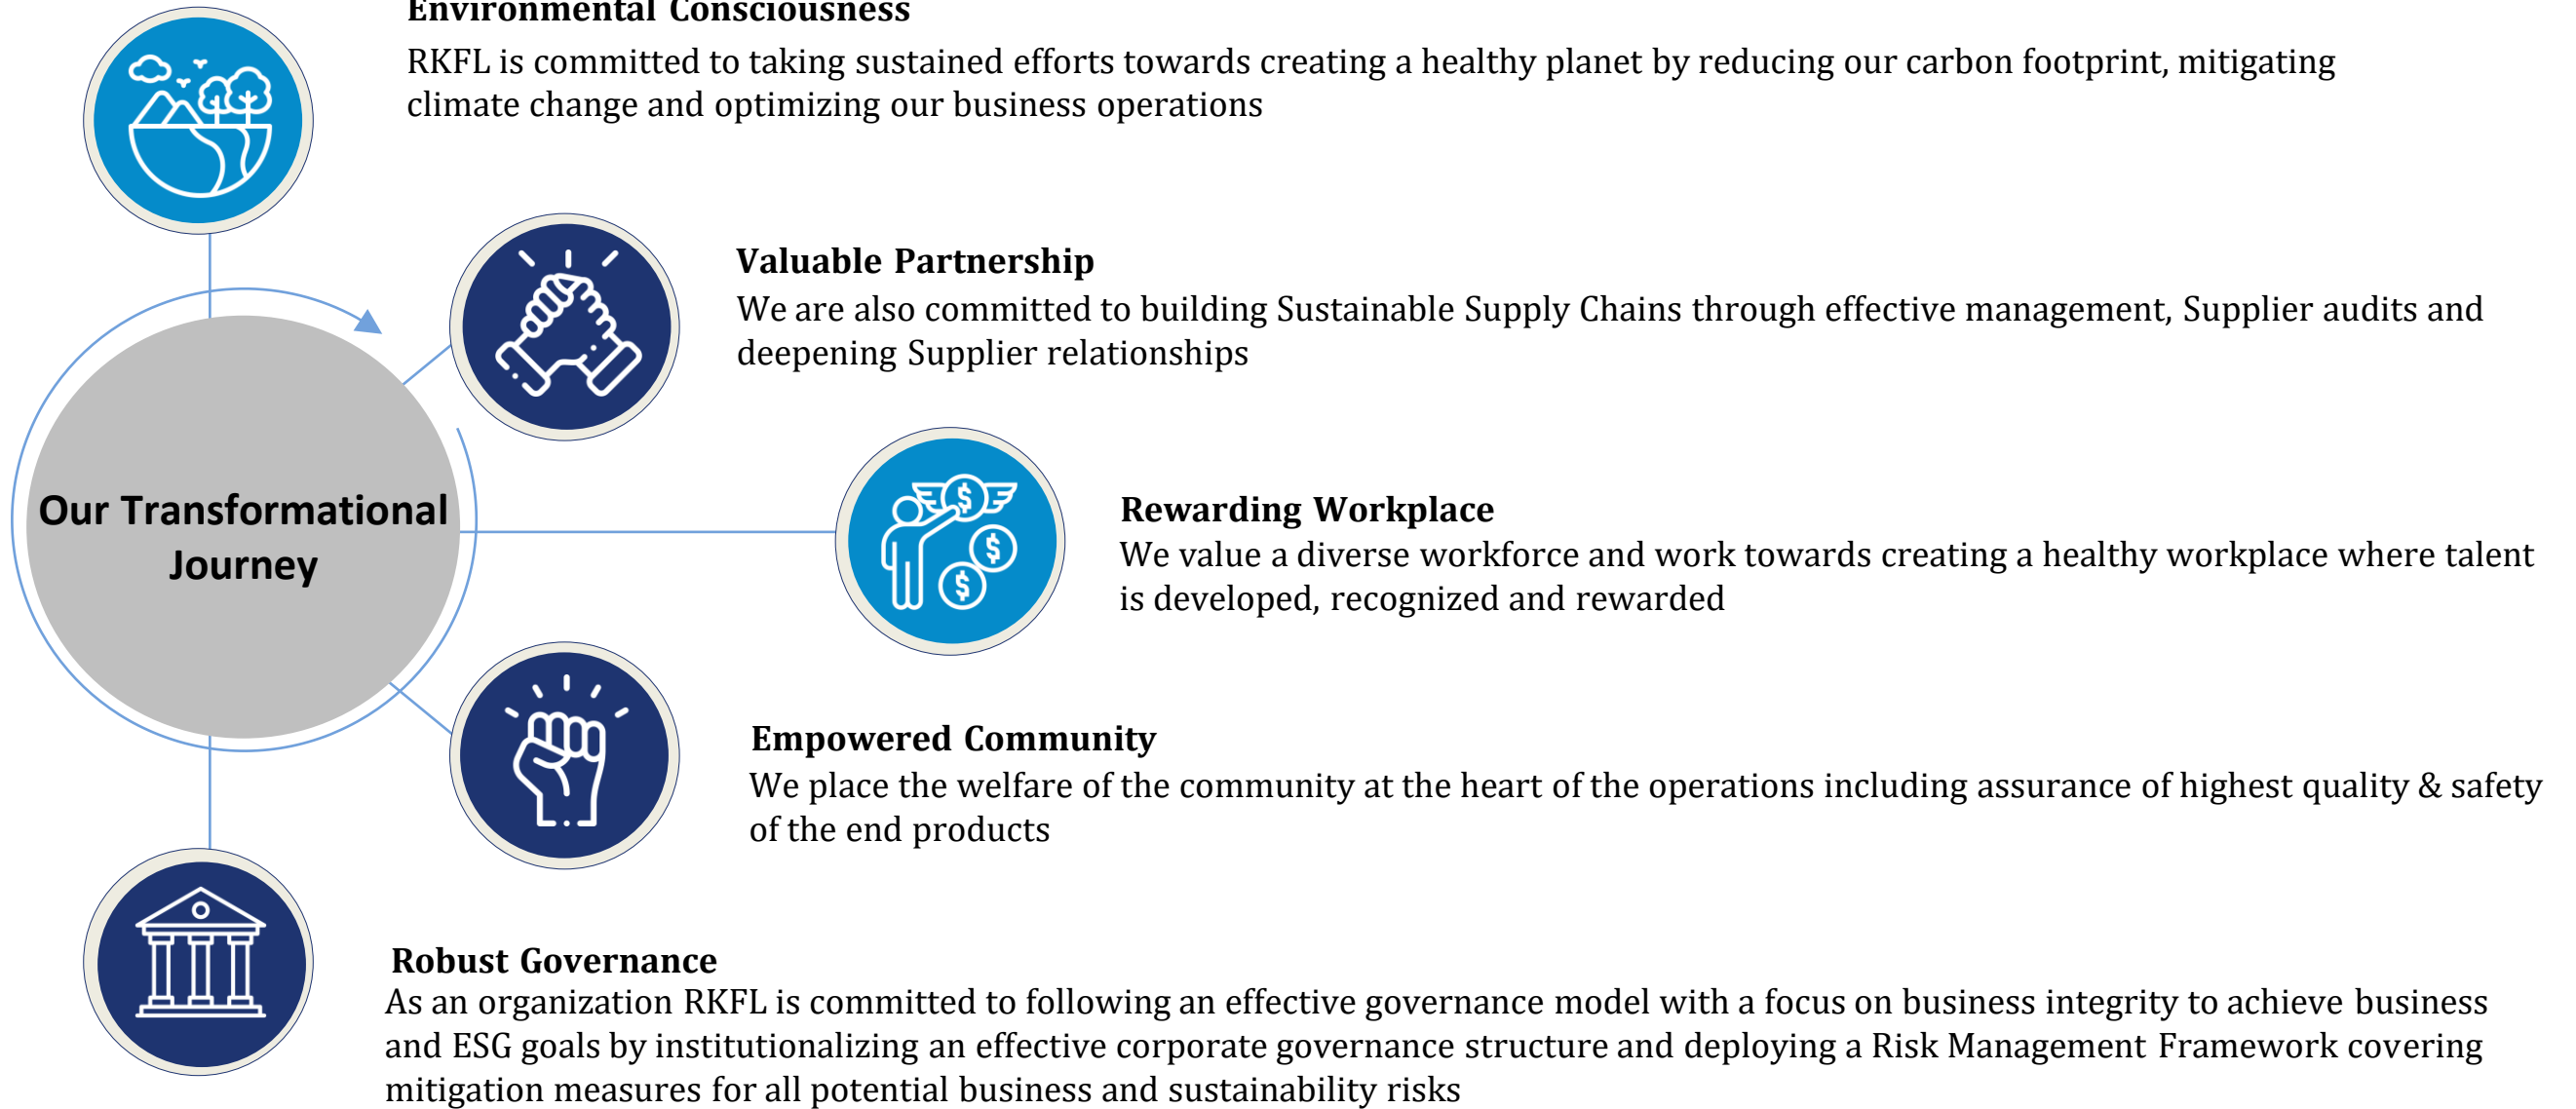 Environmental Consciousness
RKFL is committed to taking sustained efforts towards creating a healthy planet by reducing our carbon footprint, mitigating
climate change and optimizing our business operations
Valuable Partnership
We are also committed to building Sustainable Supply Chains through effective management, Supplier audits and
deepening Supplier relationships
Our Transformational
Journey
Rewarding Workplace
We value a diverse workforce and work towards creating a healthy workplace where talent
is developed, recognized and rewarded
Empowered Community
We place the welfare of the community at the heart of the operations including assurance of highest quality & safety
of the end products
Robust Governance
As an organization RKFL is committed to following an effective governance model with a focus on business integrity to achieve business
and ESG goals by institutionalizing an effective corporate governance structure and deploying a Risk Management Framework covering
mitigation measures for all potential business and sustainability risks